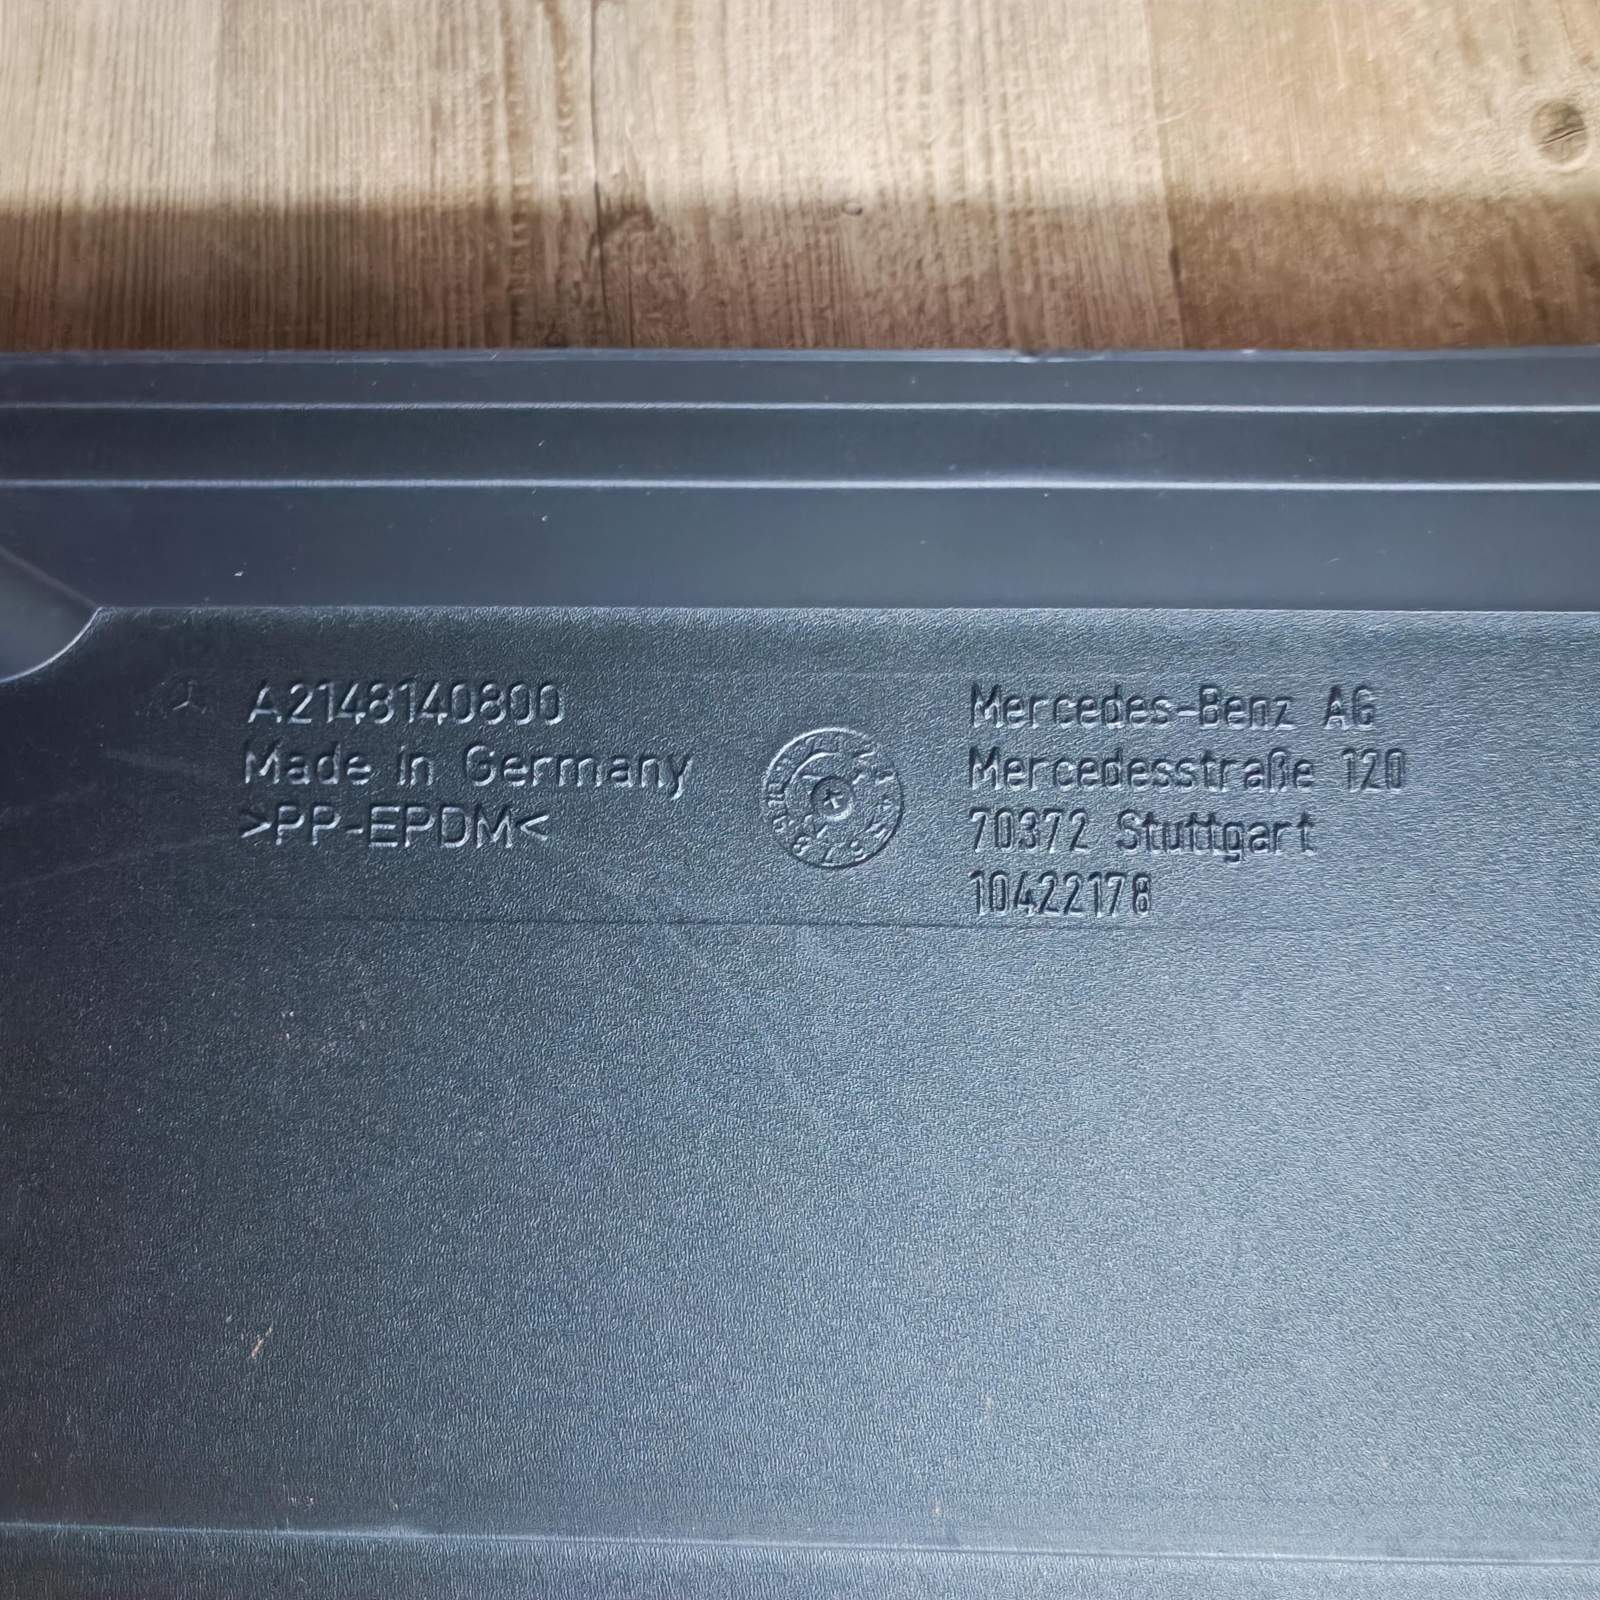 A2148140800
Made in Germany
>PP-EPDM<
Mercedes-Benz AG
Mercedesstraße 120
70372 Stuttgart
10422178